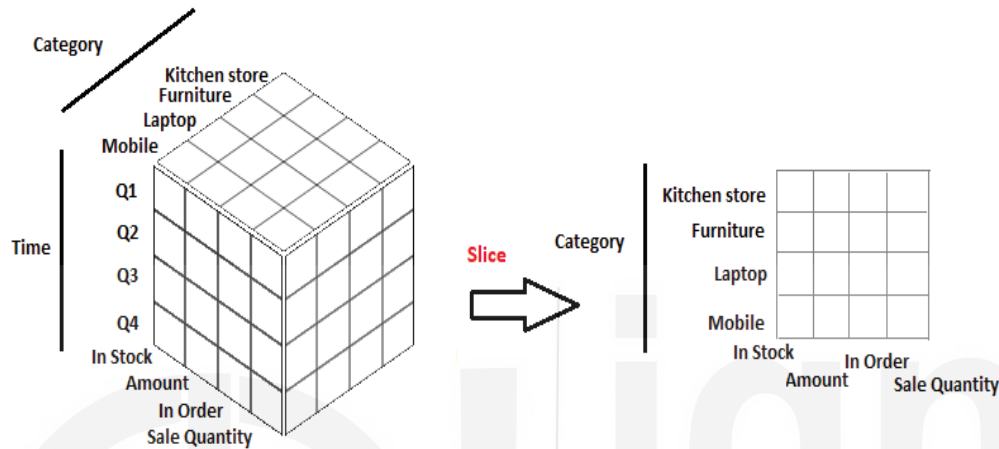 Category
Kitchen store
Furniture
Laptop
Mobile
Q1
Q2
Q3
Q4
Time
In Stock
Amount
In Order
Sale Quantity
Slice
Category
Kitchen store
Furniture
Laptop
Mobile
In Stock
Amount
In Order
Sale Quantity